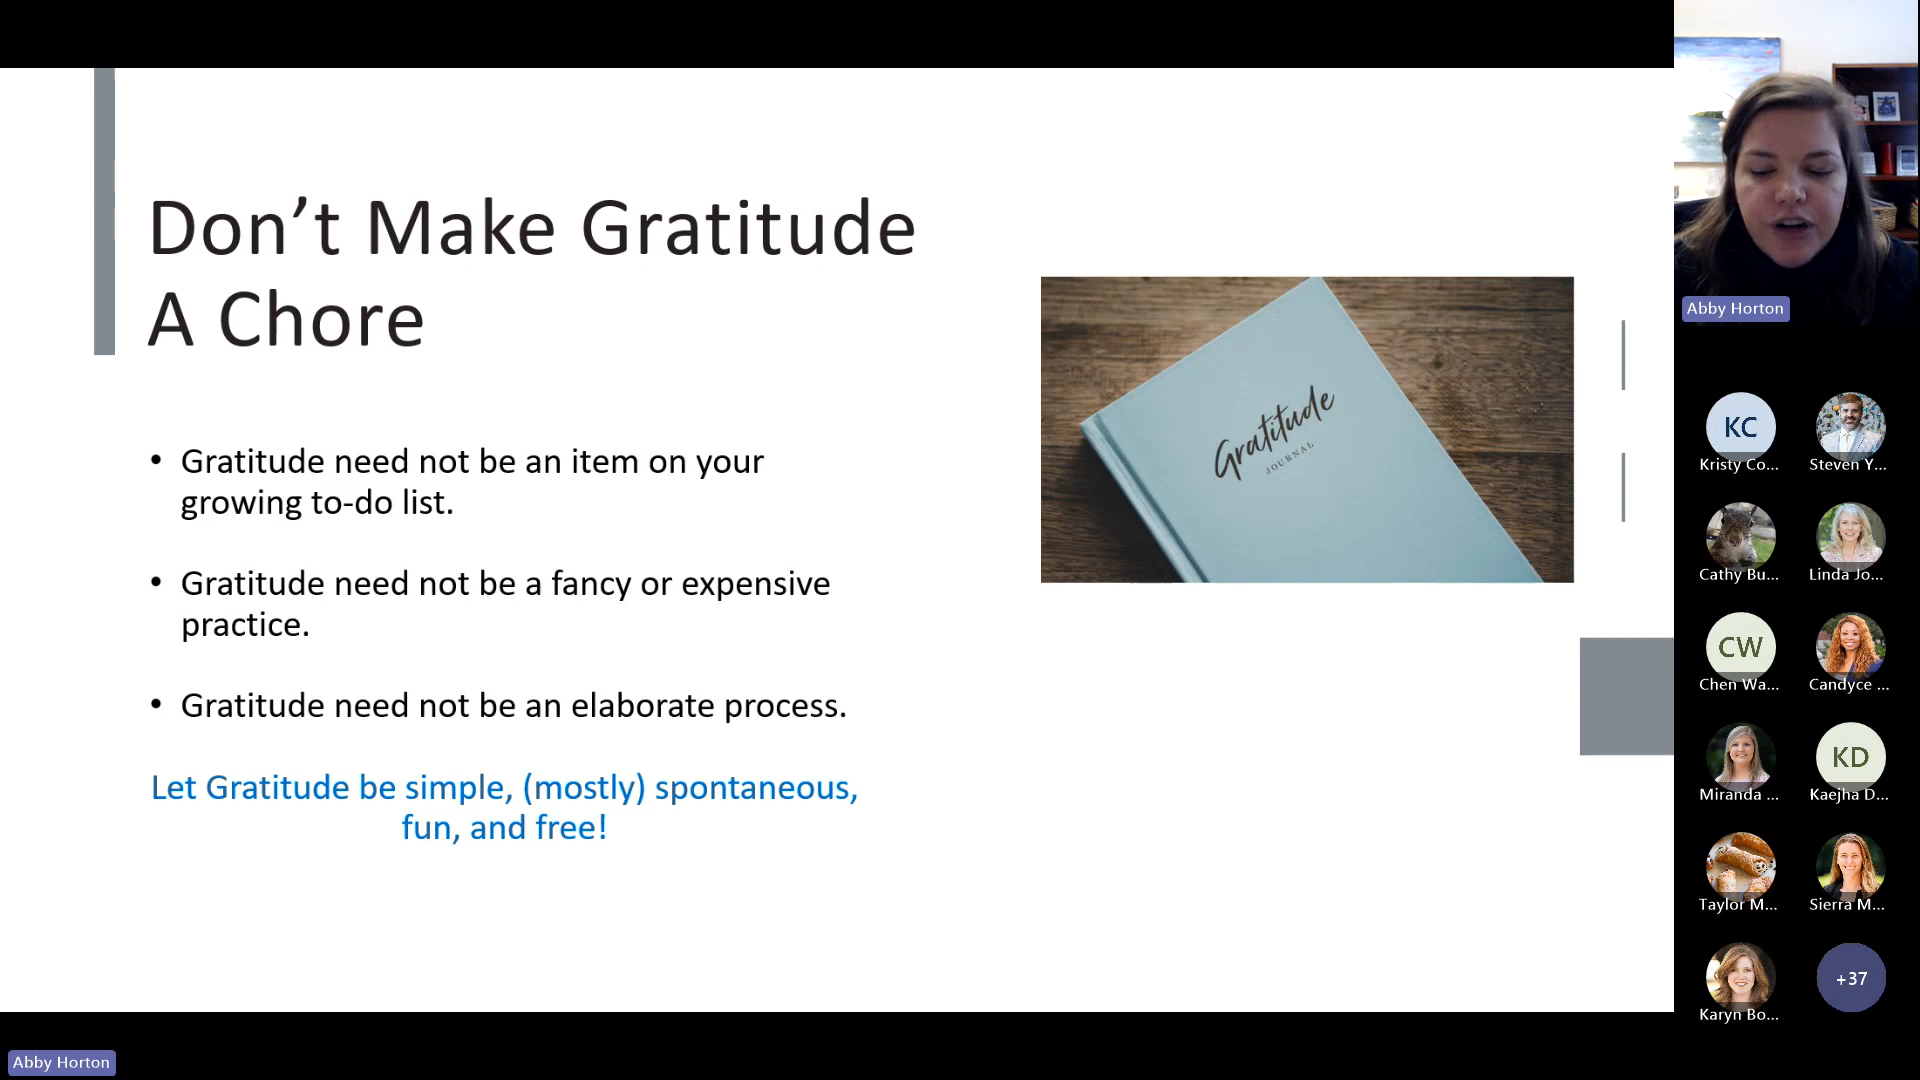 Don’t Make Gratitude
A Chore
• Gratitude need not be an item on your
growing to-do list.
• Gratitude need not be a fancy or expensive
practice.
• Gratitude need not be an elaborate process.
Let Gratitude be simple, (mostly) spontaneous,
fun, and free!
Gratitude
JOURNAL
Abby Horton
KC
Kristy Co...
Steven Y...
Cathy Bu...
Linda Jo...
CW
Chen Wa...
Candyce ...
Miranda ...
KD
Kaejha D...
Taylor M...
Sierra M...
Karyn Bo...
+37
Abby Horton